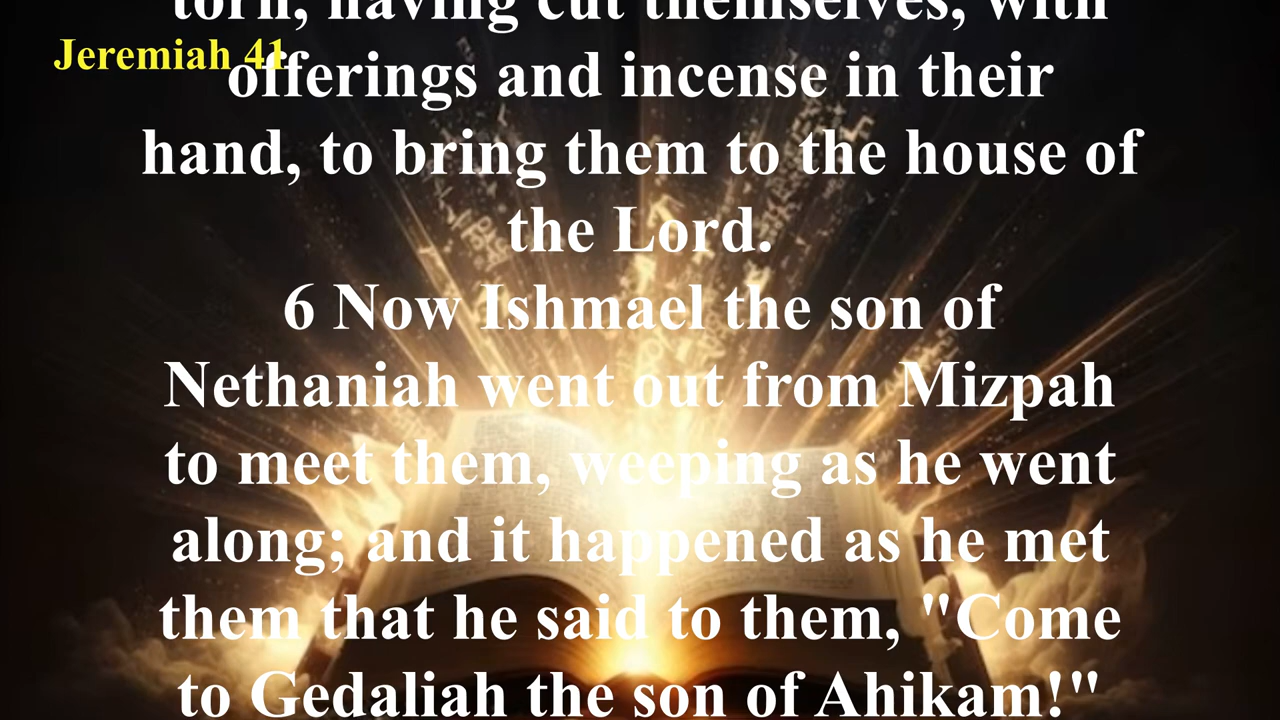 torn, having cut themselves, with
Jeremiah 41
offerings and incense in their
hand, to bring them to the house of
the Lord.
6 Now Ishmael the son of
Nethaniah went out from Mizpah
to meet them, weeping as he went
along; and it happened as he met
them that he said to them, "Come
to Gedaliah the son of Ahikam!"